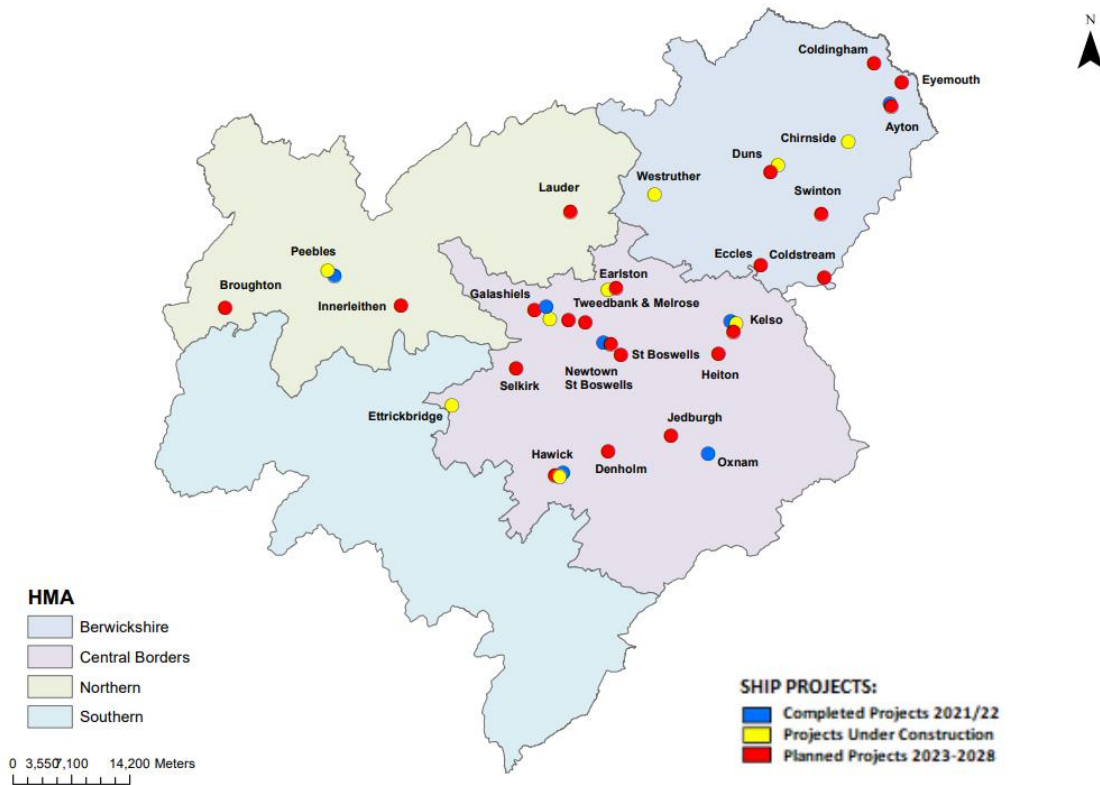 N
Coldingham
Eyemouth
Ayton
Chirnside
Duns
Westruther
Swinton
Lauder
Eccles
Coldstream
Peebles
Earlston
Broughton
Innerleithen
Galashiels
Tweedbank & Melrose
Kelso
St Boswells
Heiton
Newtown
St Boswells
Selkirk
Ettrickbridge
Jedburgh
Hawick
Denholm
Oxnam
HMA
Berwickshire
Central Borders
Northern
Southern
0 3,5507,100 14,200 Meters
SHIP PROJECTS:
Completed Projects 2021/22
Projects Under Construction
Planned Projects 2023-2028